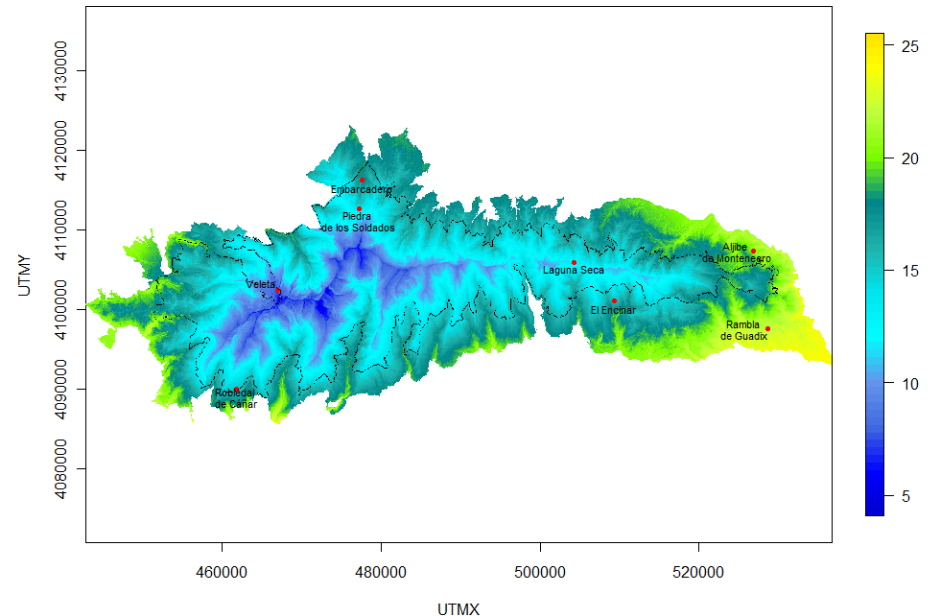 4130000
4120000
4110000
4100000
4090000
4080000
UTMY
Embarcadero
Piedra
de los Soldados
Veleta
Laguna Seca
El Encinar
Aljibe
de Montenegro
Rambla
de Guadix
Robledal
de Cañar
460000
480000
500000
520000
UTMX
25
20
15
10
5